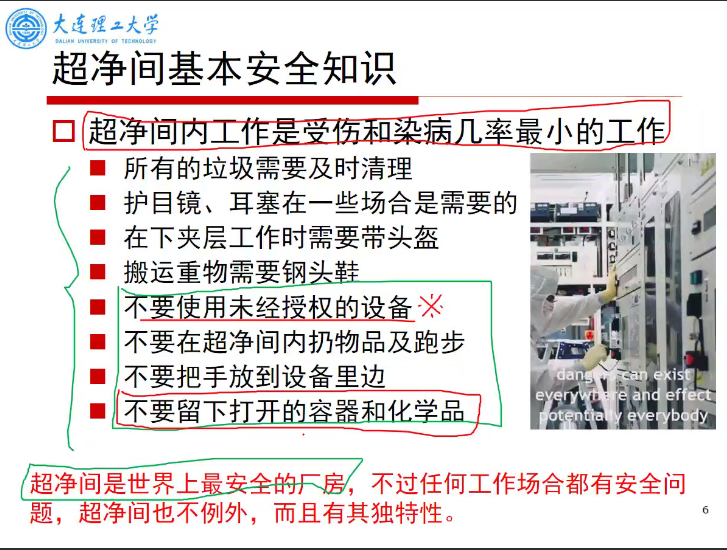 大连理工大学
DALIAN UNIVERSITY OF TECHNOLOGY
超净间基本安全知识
超净间内工作是受伤和染病几率最小的工作
所有的垃圾需要及时清理
护目镜、耳塞在一些场合是需要的
在下夹层工作时需要带头盔
搬运重物需要钢头鞋
不要使用未经授权的设备※
不要在超净间内扔物品及跑步
不要把手放到设备里边
不要留下打开的容器和化学品
dangers can exist
everywhere and effect
potentially everybody
超净间是世界上最安全的厂房，不过任何工作场合都有安全问
题，超净间也不例外，而且有其独特性。
6